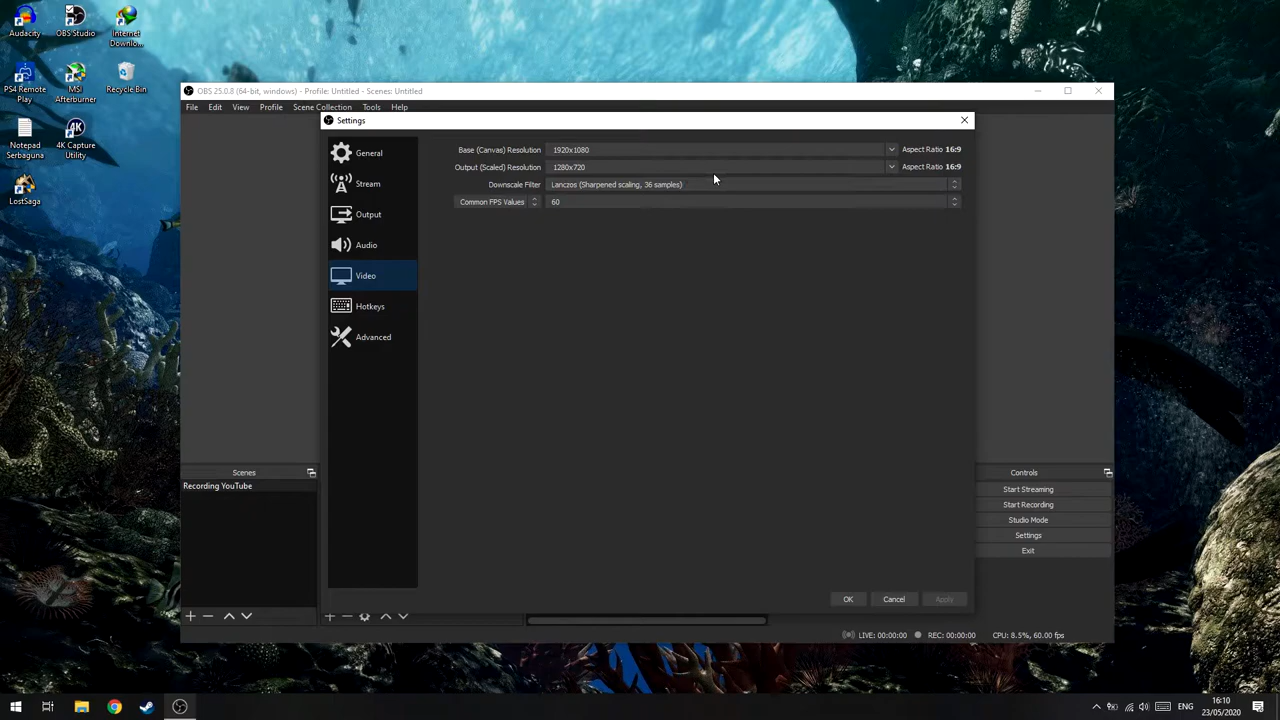 Audacity
OBS Studio
Internet
Downlo...
PS4 Remote
Play
MSI
Afterburner
Recycle Bin
Notepad
Serbaguna
4K Capture
Utility
LostSaga
OBS 25.0.8 (64-bit, windows) - Profile: Untitled - Scenes: Untitled
File Edit View Profile Scene Collection Tools Help
Settings
General
Stream
Output
Audio
Video
Hotkeys
Advanced
Base (Canvas) Resolution 1920x1080 Aspect Ratio 16:9
Output (Scaled) Resolution 1280x720 Aspect Ratio 16:9
Downscale Filter Lanczos (Sharpened scaling, 36 samples)
Common FPS Values 60
OK Cancel Apply
Scenes
Recording YouTube
Controls
Start Streaming
Start Recording
Studio Mode
Settings
Exit
LIVE: 00:00:00 REC: 00:00:00 CPU: 8.5%, 60.00 fps
ENG
16:10
23/05/2020